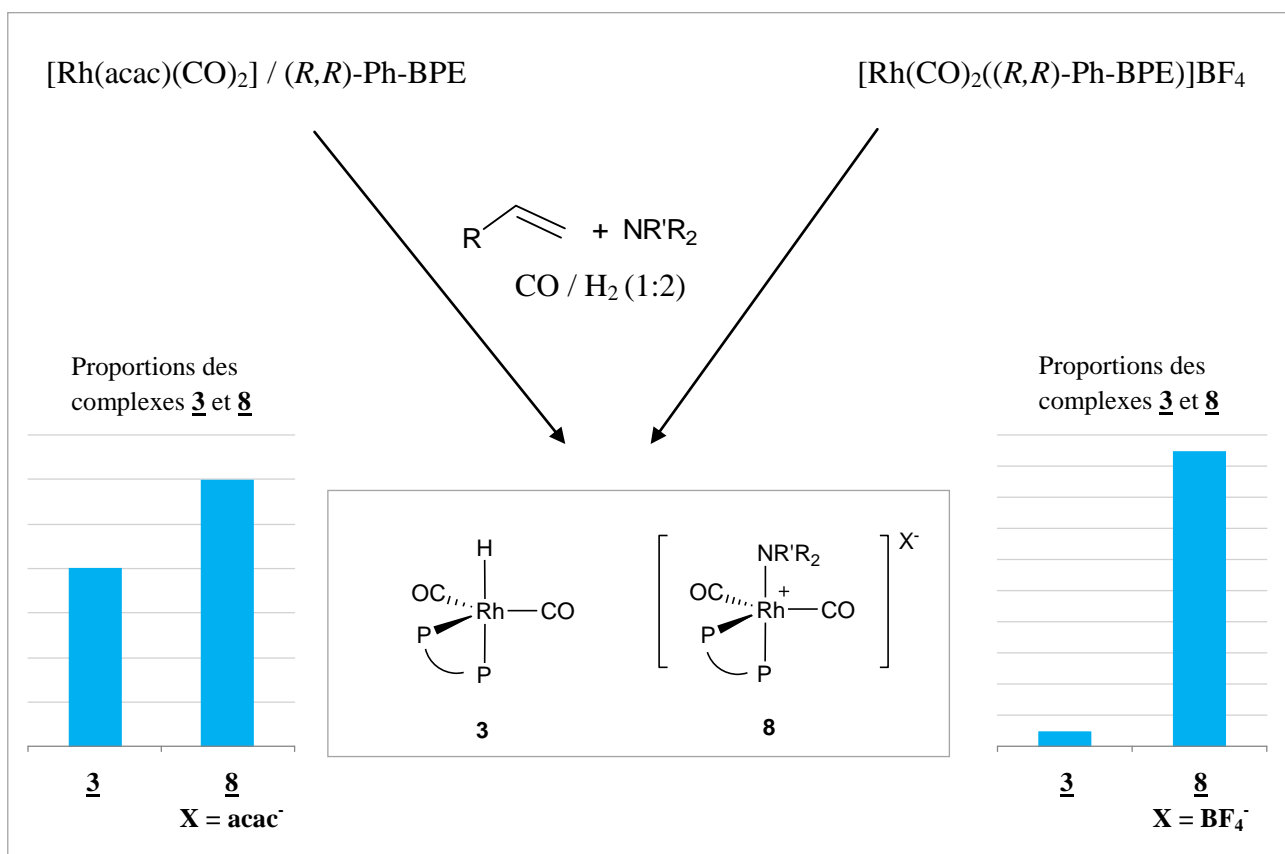 [Rh(acac)(CO)2] / (R,R)-Ph-BPE
[Rh(CO)2((R,R)-Ph-BPE)]BF4
R
+ NR'R2
CO / H2 (1:2)
Proportions des
complexes 3 et 8
Proportions des
complexes 3 et 8
H
OC
Rh
CO
P
P
3
NR'R2
X-
OC
+
Rh
CO
P
P
8
3
8
X = acac-
3
8
X = BF4-